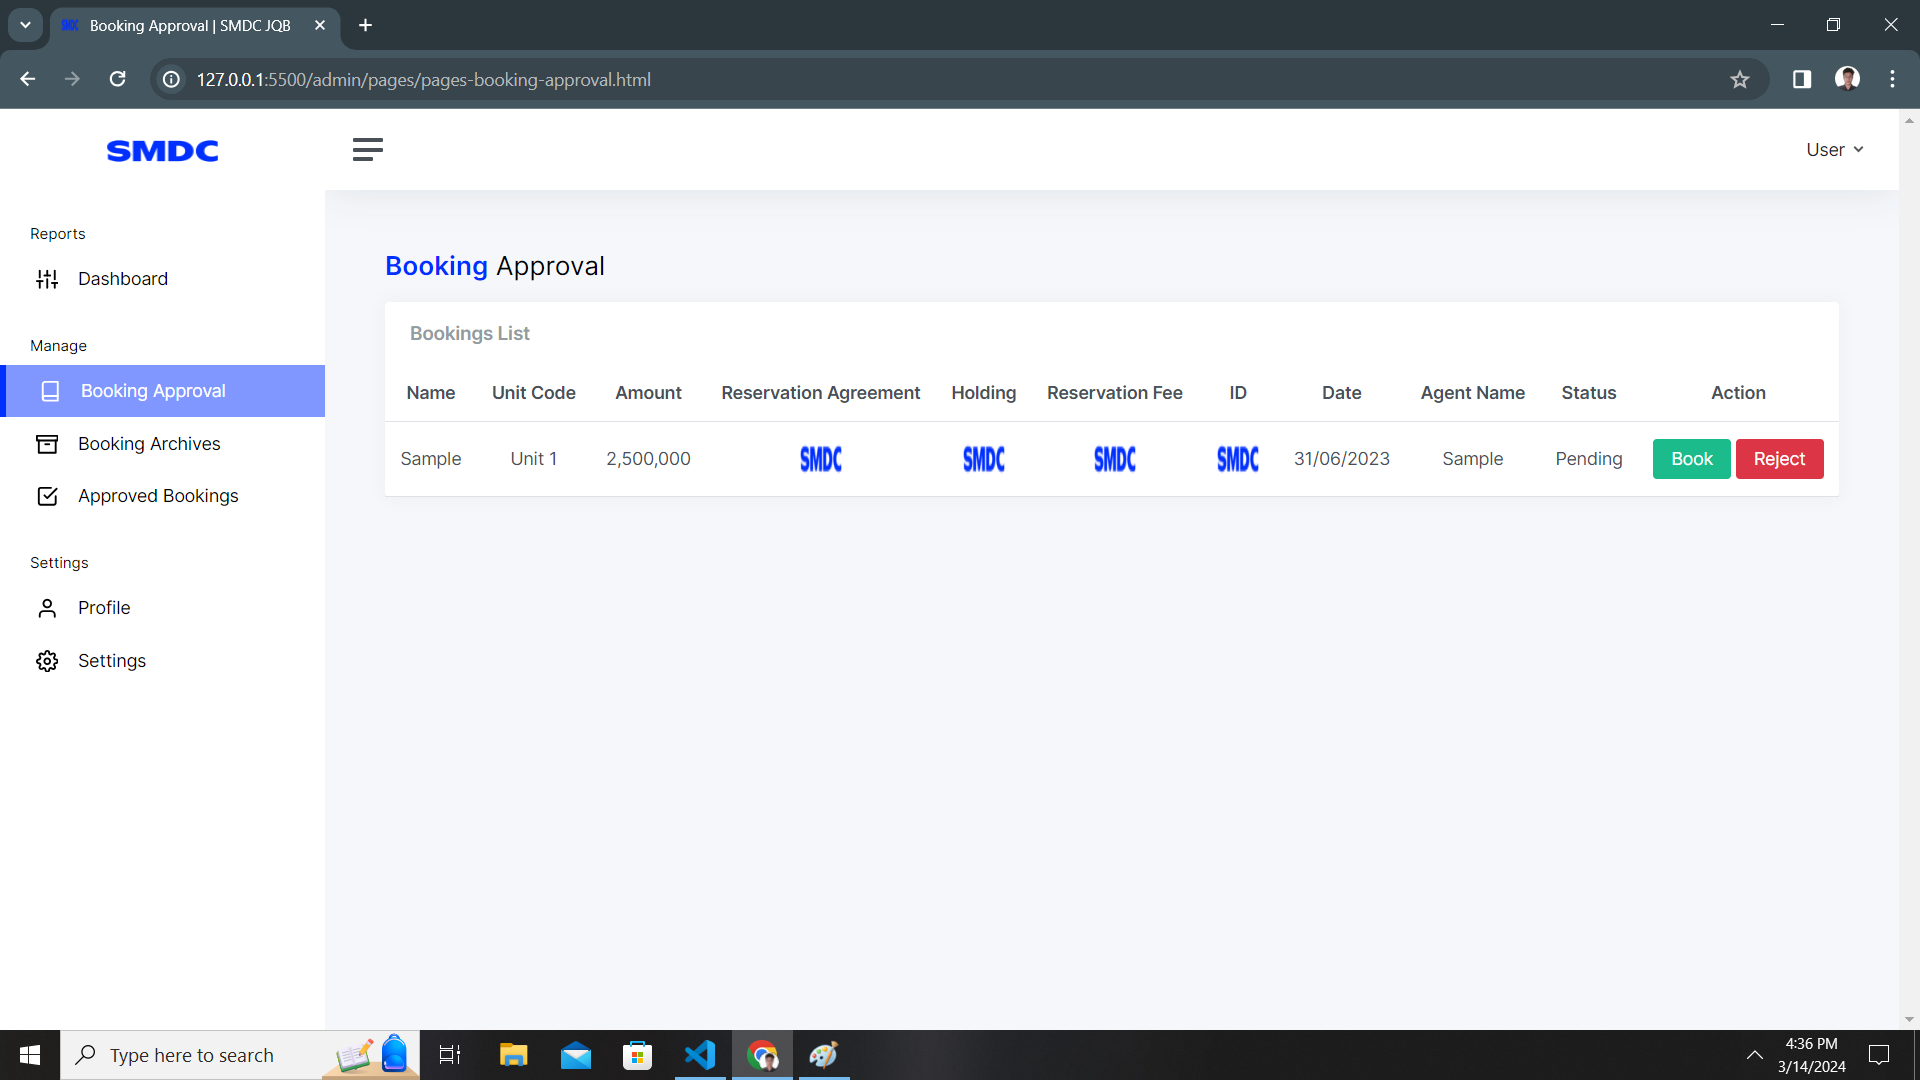 Booking Approval | SMDC JQB
127.0.0.1:5500/admin/pages/pages-booking-approval.html
SMDC
User
Reports
Dashboard
Manage
Booking Approval
Booking Archives
Approved Bookings
Settings
Profile
Settings
Booking Approval
Bookings List
Name Unit Code Amount Reservation Agreement Holding Reservation Fee ID Date Agent Name Status Action
Sample Unit 1 2,500,000 SMDC SMDC SMDC SMDC 31/06/2023 Sample Pending Book Reject
Type here to search
4:36 PM
3/14/2024